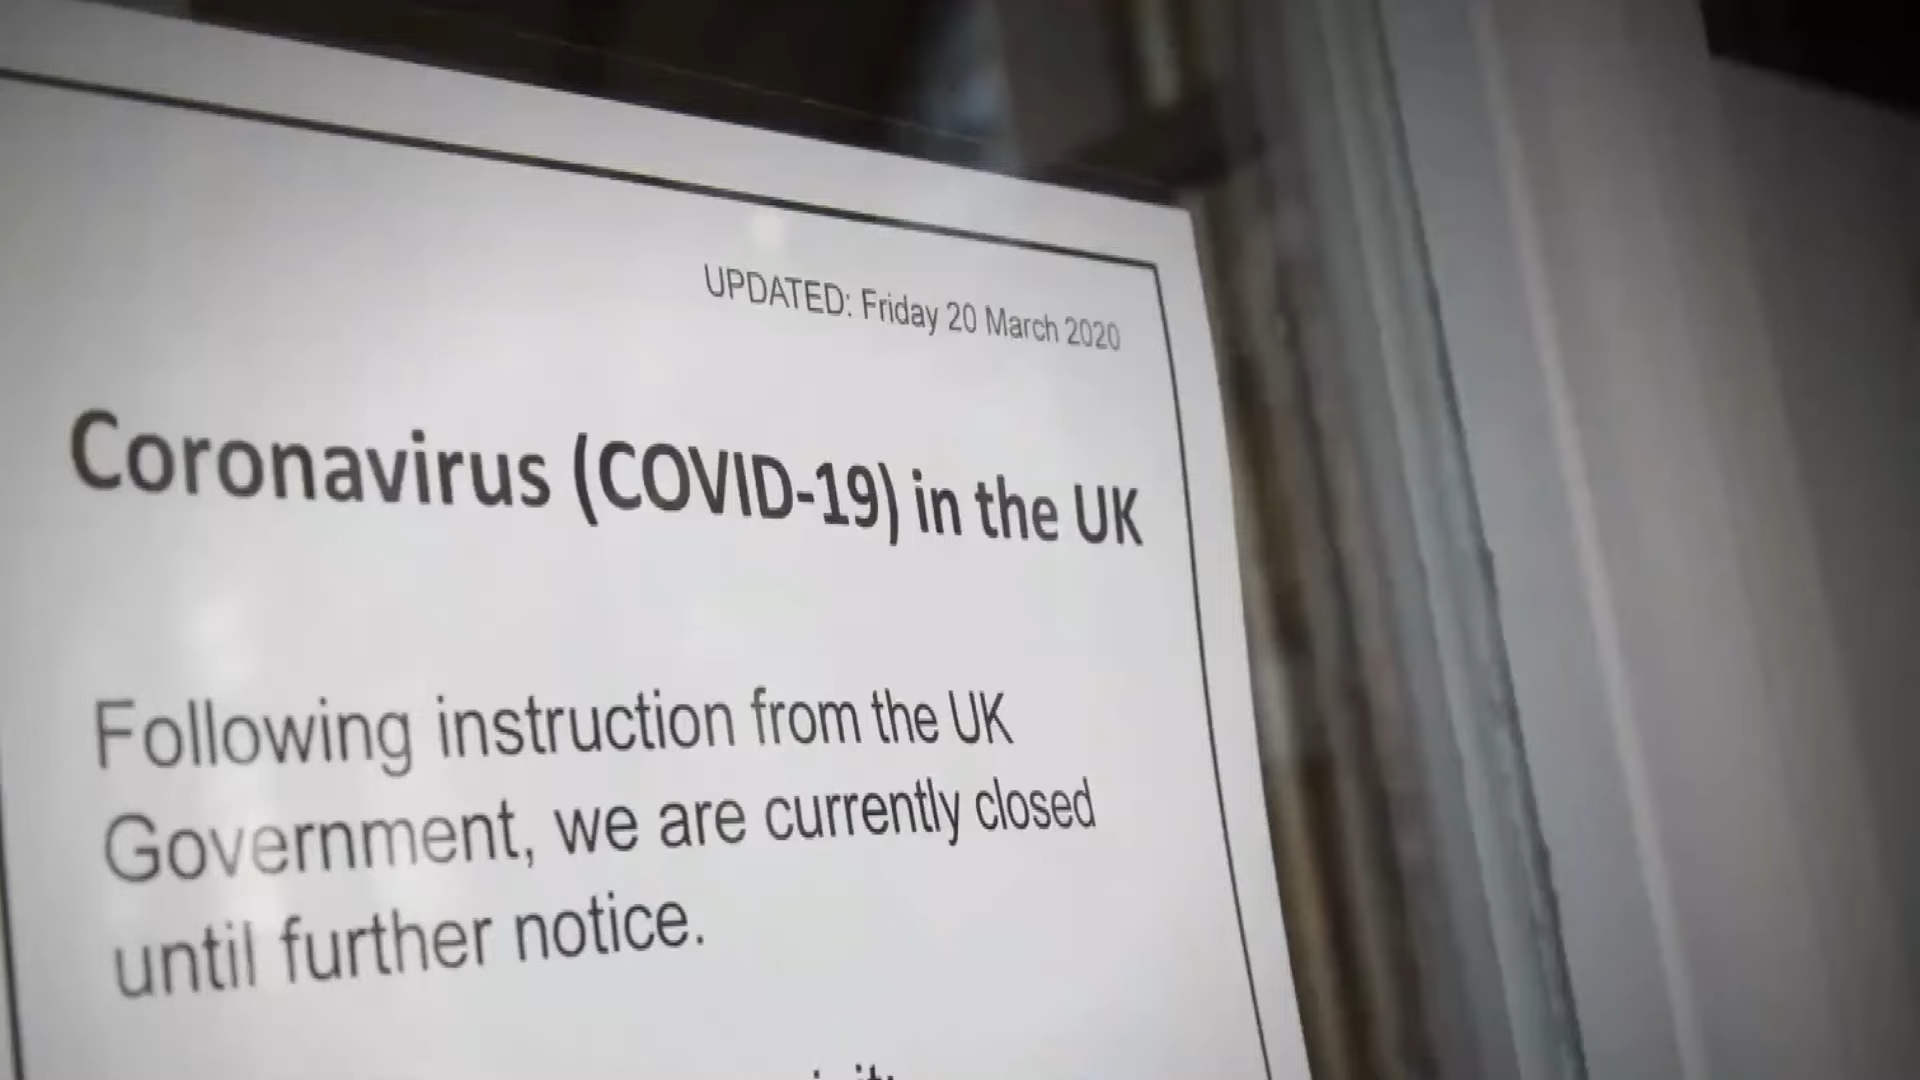 UPDATED: Friday 20 March 2020
Coronavirus (COVID-19) in the UK
Following instruction from the UK
Government, we are currently closed
until further notice.